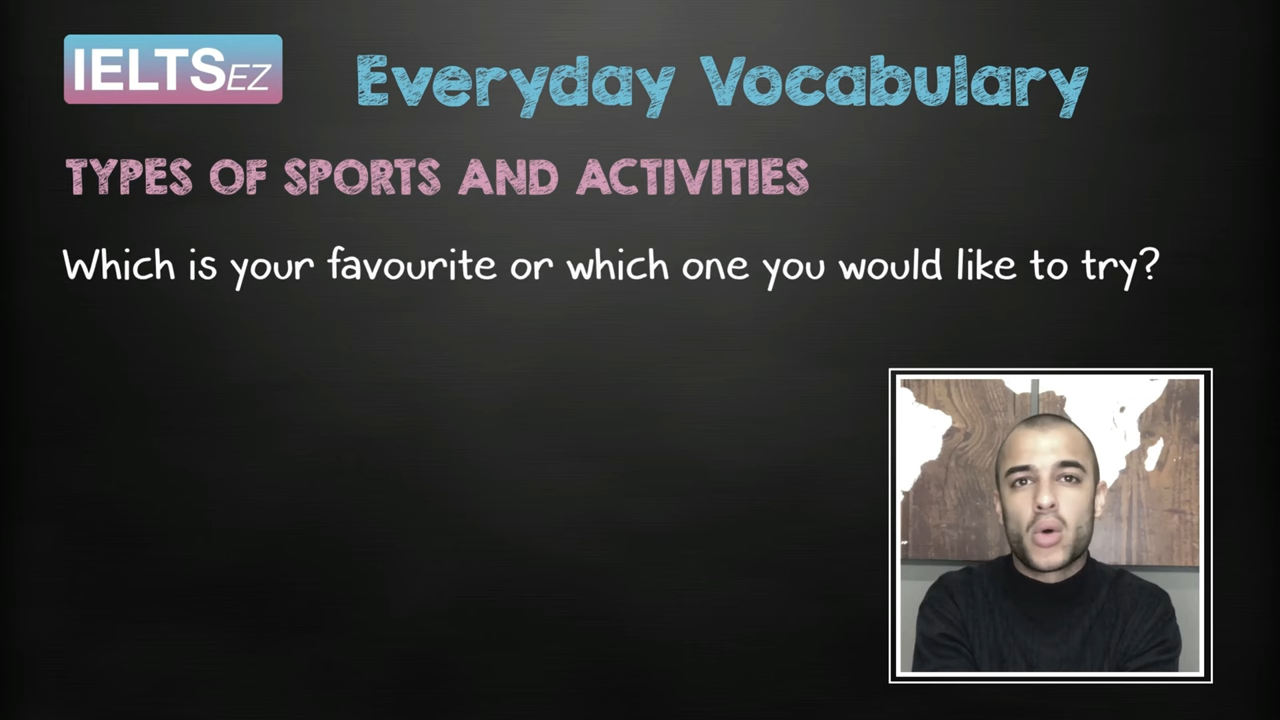 IELTSEZ
Everyday Vocabulary
TYPES OF SPORTS AND ACTIVITIES
Which is your favourite or which one you would like to try?